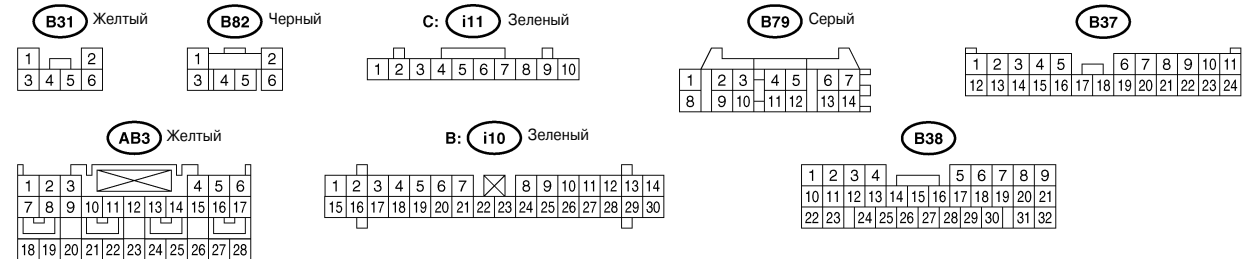 B31 Желтый B82 Черный C: i11 Зеленый B79 Серый B37
1 2
3 4 5 6
1 2
3 4 5 6
1 2 3 4 5 6 7 8 9 10
1 2 3 4 5 6 7
8 9 10 11 12 13 14
1 2 3 4 5 6 7 8 9 10 11
12 13 14 15 16 17 18 19 20 21 22 23 24
AB3 Желтый B: i10 Зеленый B38
1 2 3 4 5 6
7 8 9 10 11 12 13 14 15 16 17
18 19 20 21 22 23 24 25 26 27 28
1 2 3 4 5 6 7 8 9 10 11 12 13 14
15 16 17 18 19 20 21 22 23 24 25 26 27 28 29 30
1 2 3 4 5 6 7 8 9
10 11 12 13 14 15 16 17 18 19 20 21
22 23 24 25 26 27 28 29 30 31 32